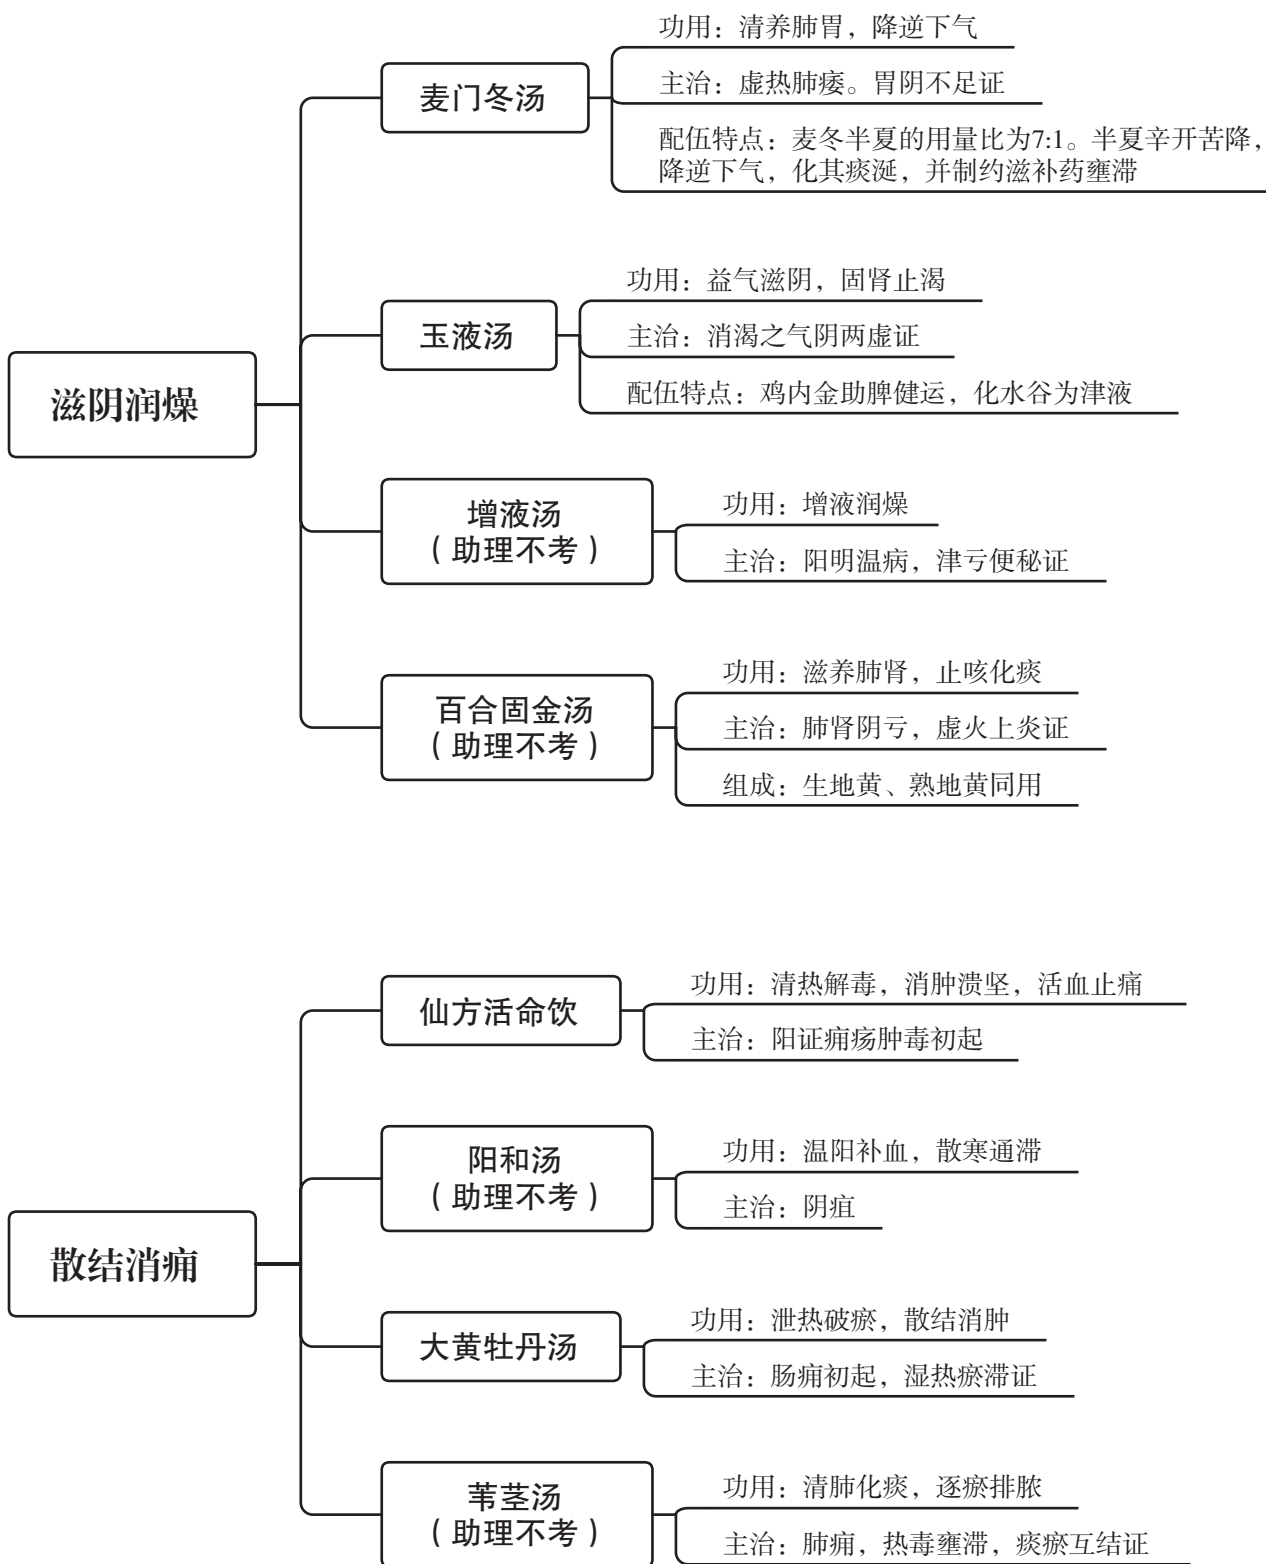 滋阴润燥
麦门冬汤
功用：清养肺胃，降逆下气
主治：虚热肺痿。胃阴不足证
配伍特点：麦冬半夏的用量比为7:1。半夏辛开苦降，
降逆下气，化其痰涎，并制约滋补药壅滞
玉液汤
功用：益气滋阴，固肾止渴
主治：消渴之气阴两虚证
配伍特点：鸡内金助脾健运，化水谷为津液
增液汤
（助理不考）
功用：增液润燥
主治：阳明温病，津亏便秘证
百合固金汤
（助理不考）
功用：滋养肺肾，止咳化痰
主治：肺肾阴亏，虚火上炎证
组成：生地黄、熟地黄同用
散结消痈
仙方活命饮
功用：清热解毒，消肿溃坚，活血止痛
主治：阳证痈疡肿毒初起
阳和汤
（助理不考）
功用：温阳补血，散寒通滞
主治：阴疽
大黄牡丹汤
功用：泄热破瘀，散结消肿
主治：肠痈初起，湿热瘀滞证
苇茎汤
（助理不考）
功用：清肺化痰，逐瘀排脓
主治：肺痈，热毒壅滞，痰瘀互结证